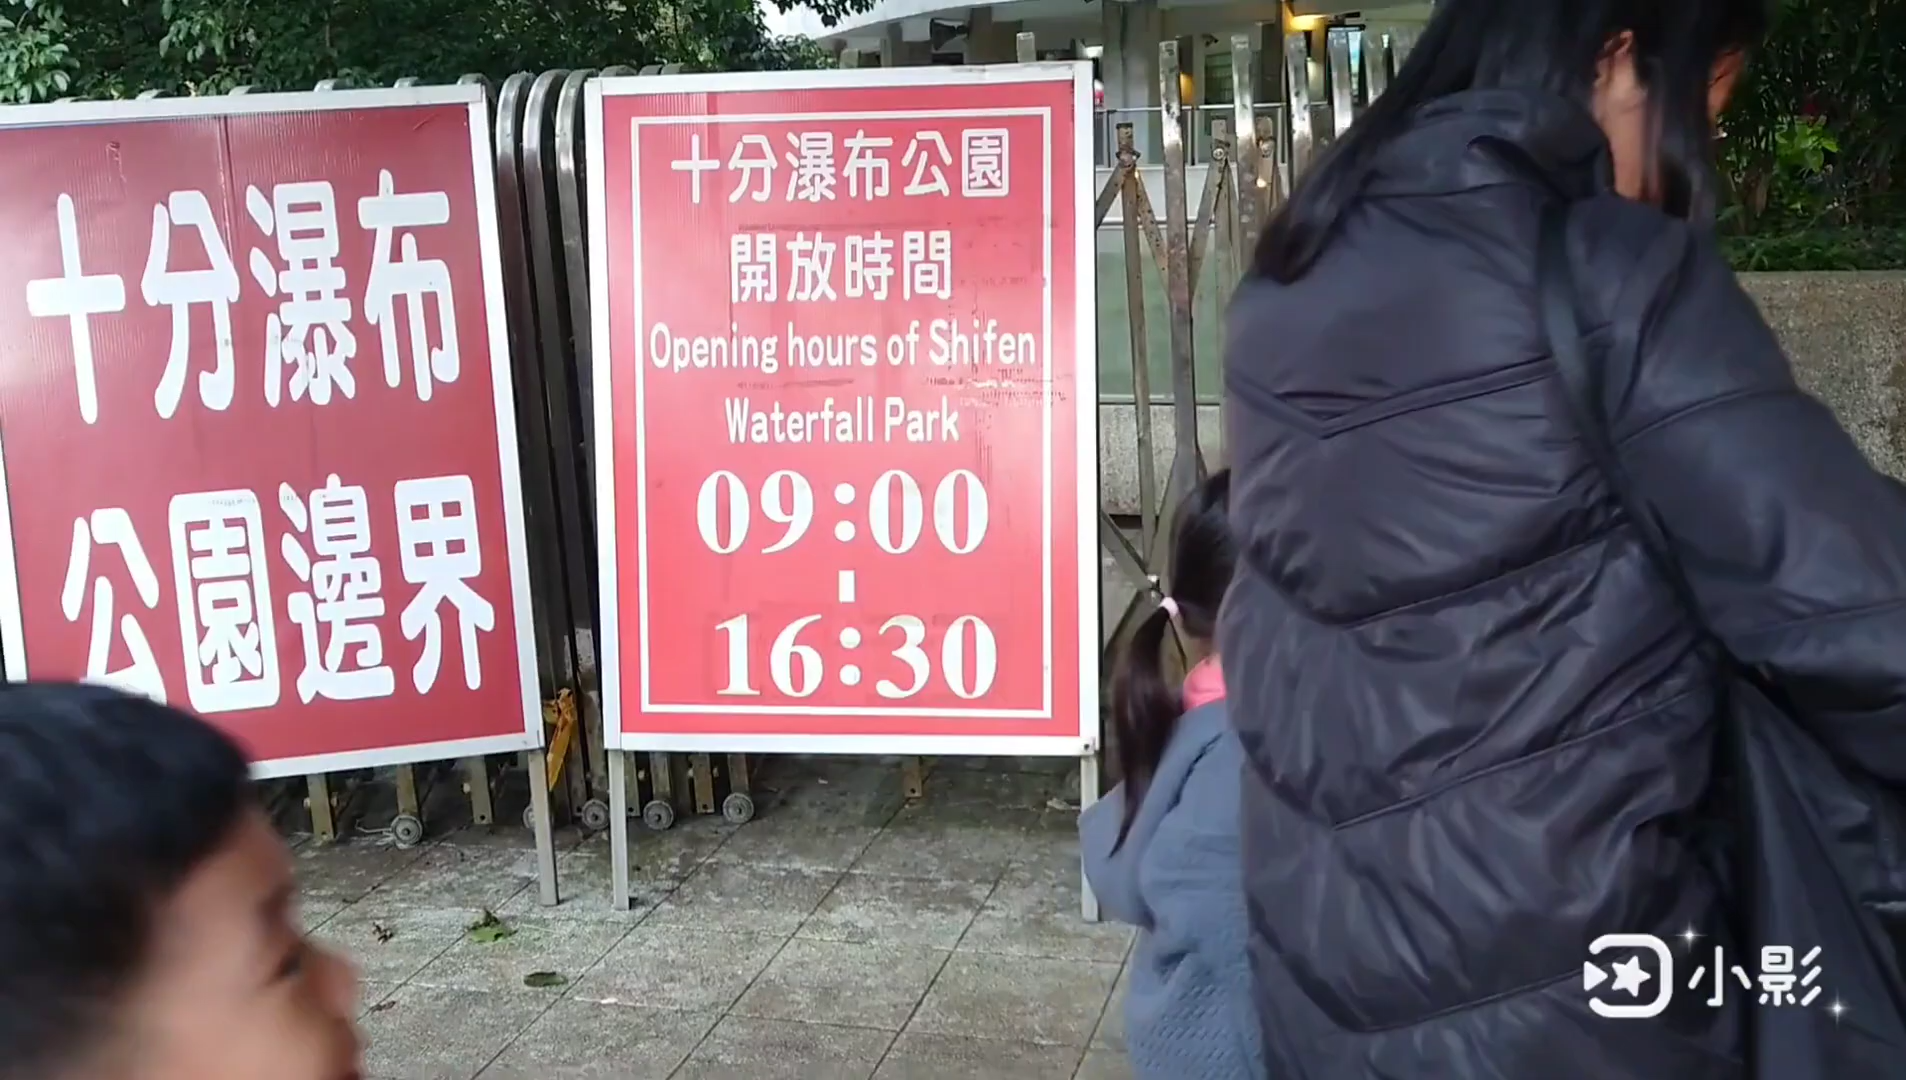 十分瀑布
公園邊界
十分瀑布公園
開放時間
Opening hours of Shifen
Waterfall Park
09:00
-
16:30
小影